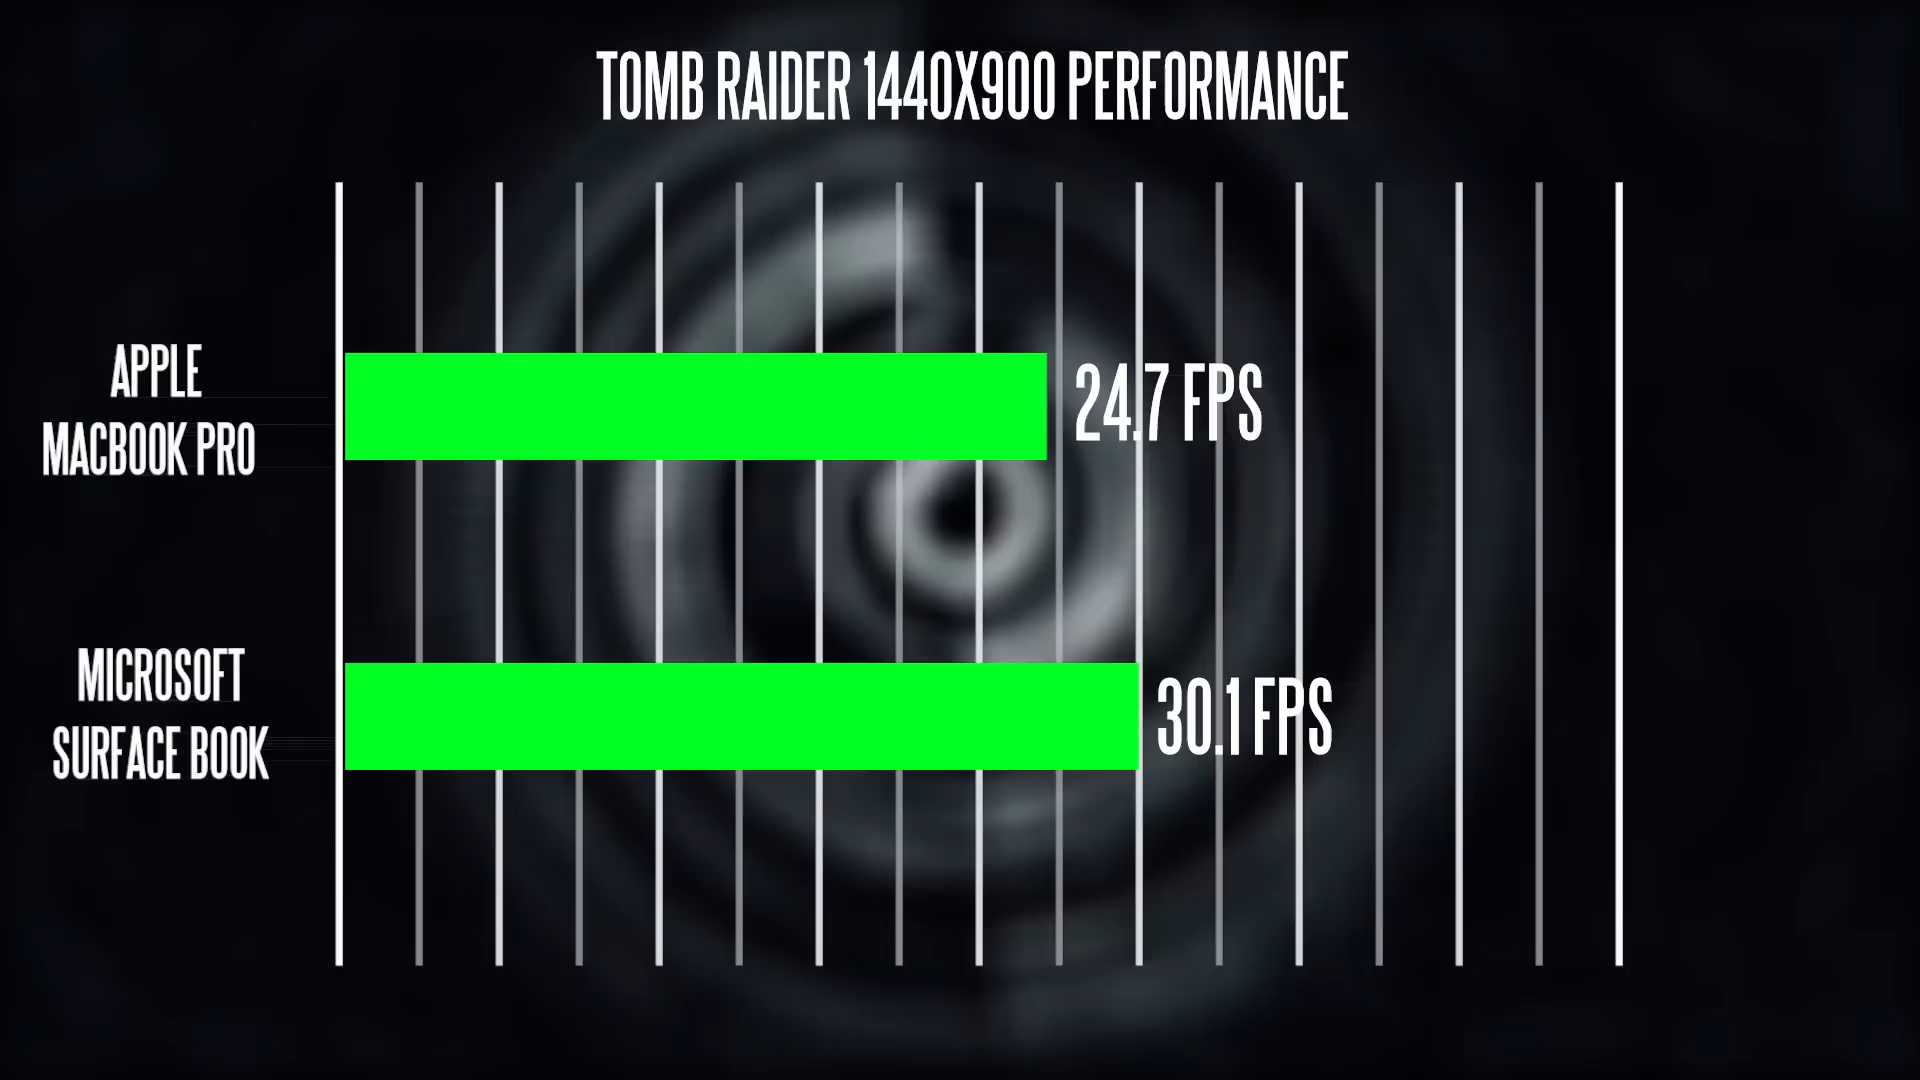 TOMB RAIDER 1440X900 PERFORMANCE
APPLE
MACBOOK PRO
24.7 FPS
MICROSOFT
SURFACE BOOK
30.1 FPS